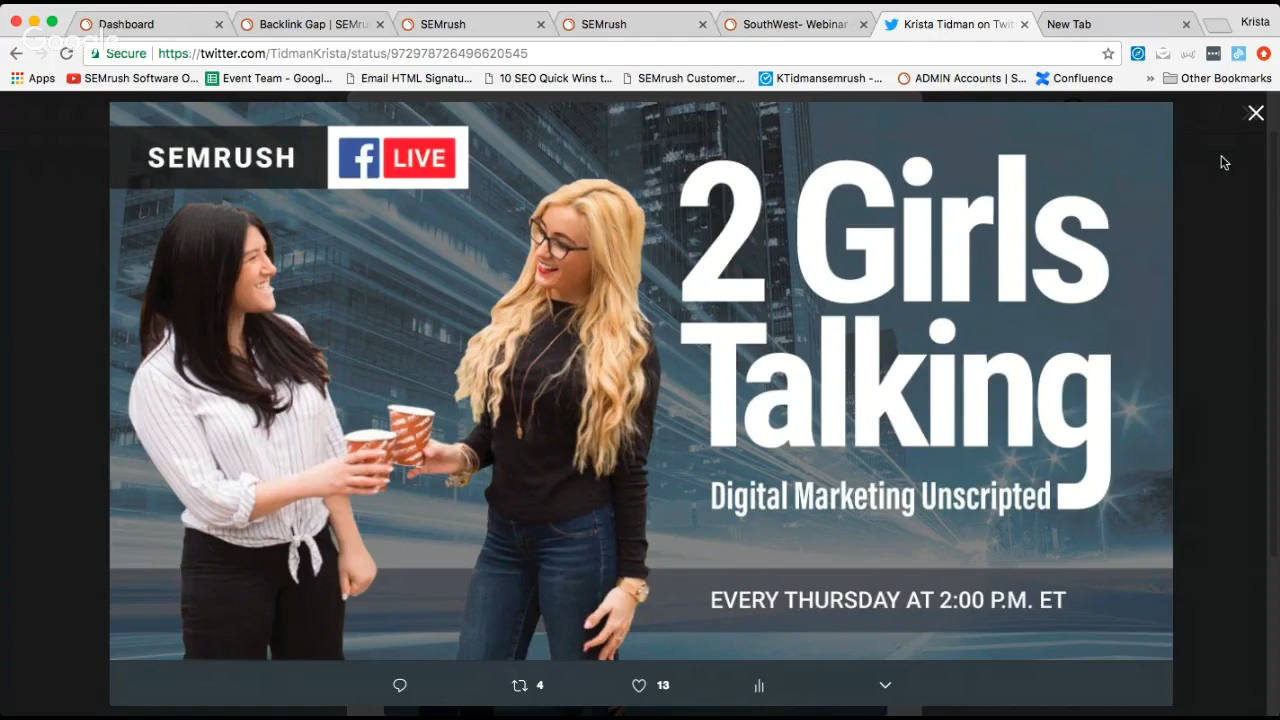 Dashboard
Backlink Gap | SEMru
SEMrush
SEMrush
SouthWest- Webinar
Krista Tidman on Twit
New Tab
Krista
Google
Secure
https://twitter.com/TidmanKrista/status/972978726496620545
Apps
SEMrush Software O...
Event Team - Googl...
Email HTML Signatu...
10 SEO Quick Wins t...
SEMrush Customer...
KTidmansemrush -...
ADMIN Accounts | S...
Confluence
»
Other Bookmarks
SEMRUSH
f LIVE
2 Girls
Talking
Digital Marketing Unscripted
EVERY THURSDAY AT 2:00 P.M. ET
4
13